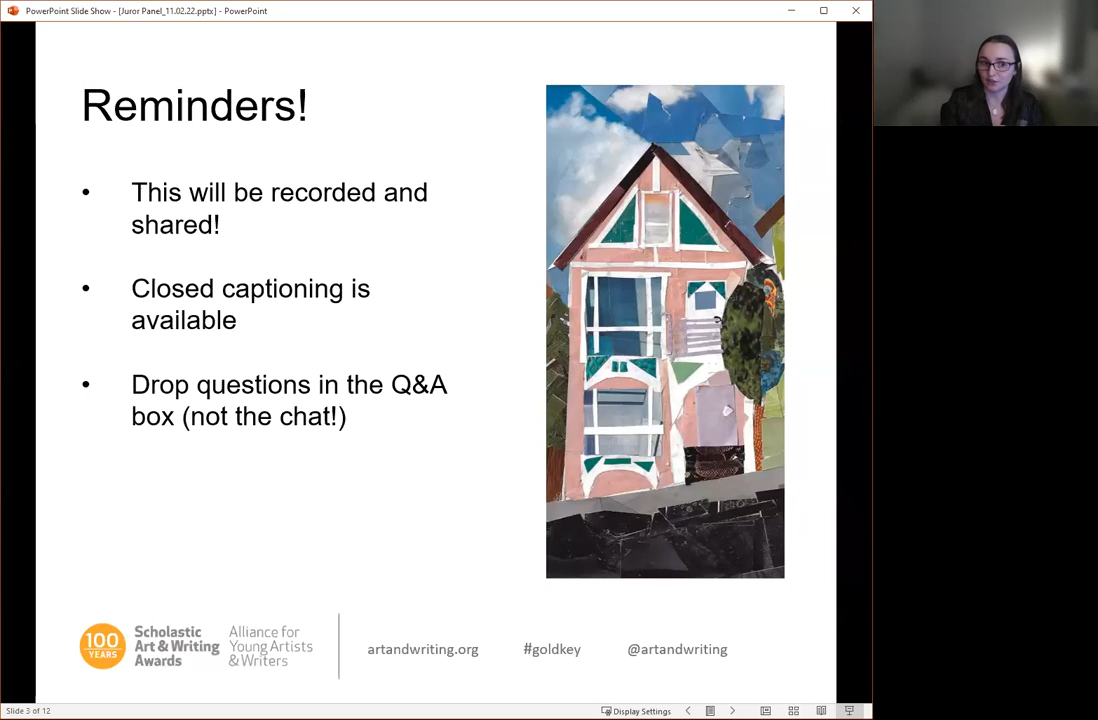 PowerPoint Slide Show - [Juror Panel_11.02.22.pptx] - PowerPoint
Reminders!
• This will be recorded and
shared!
• Closed captioning is
available
• Drop questions in the Q&A
box (not the chat!)
100
YEARS
Scholastic
Art & Writing
Awards
Alliance for
Young Artists
& Writers
artandwriting.org #goldkey @artandwriting
Slide 3 of 12
Display Settings